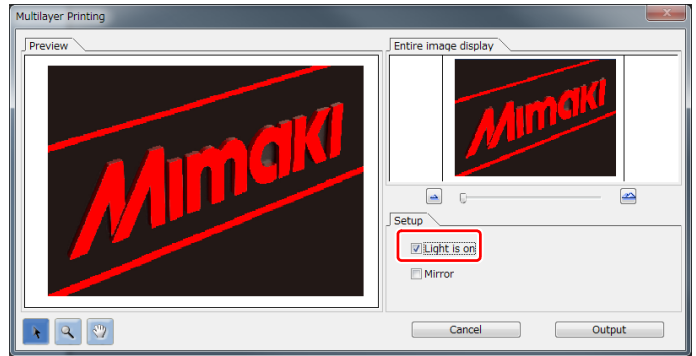 Multilayer Printing
Preview
Entire image display
Mimaki
Mimaki
Setup
Light is on
Mirror
Cancel
Output